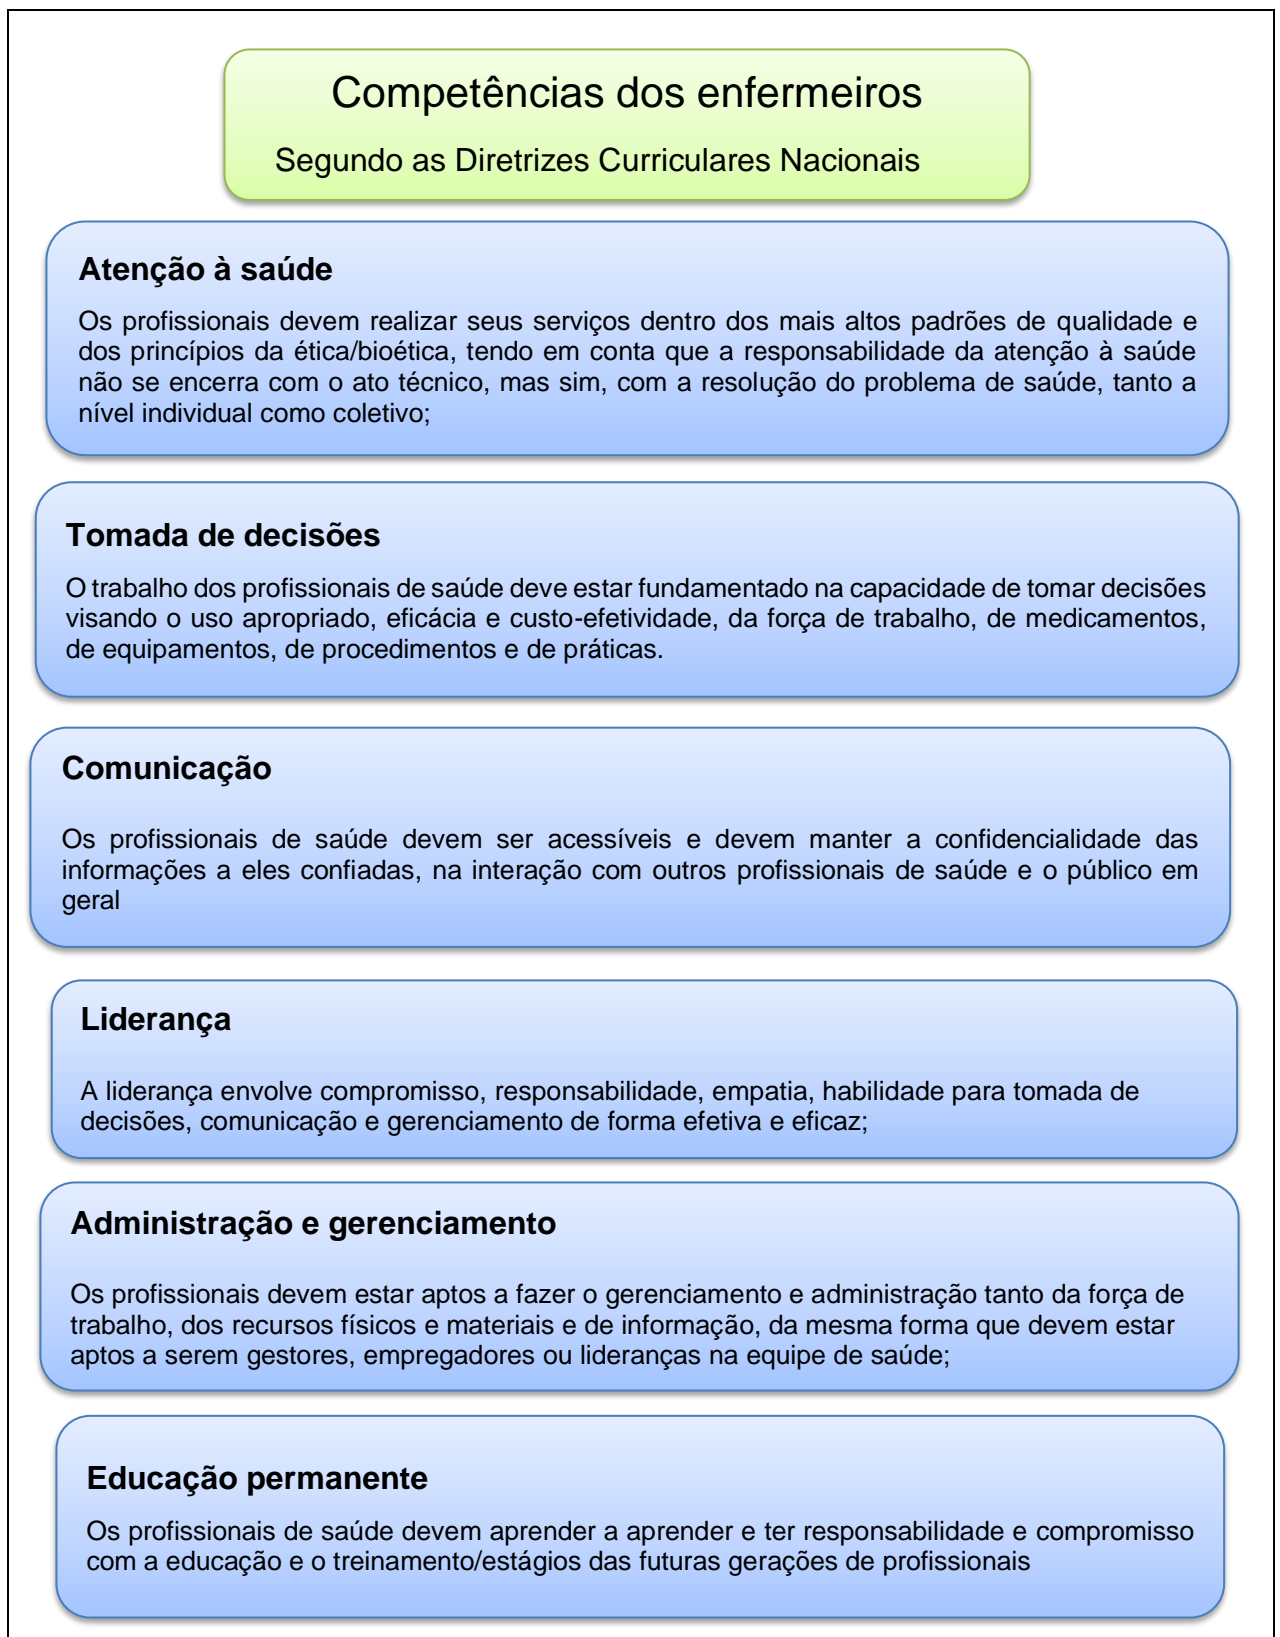 Competências dos enfermeiros
Segundo as Diretrizes Curriculares Nacionais
Atenção à saúde
Os profissionais devem realizar seus serviços dentro dos mais altos padrões de qualidade e
dos princípios da ética/bioética, tendo em conta que a responsabilidade da atenção à saúde
não se encerra com o ato técnico, mas sim, com a resolução do problema de saúde, tanto a
nível individual como coletivo;
Tomada de decisões
O trabalho dos profissionais de saúde deve estar fundamentado na capacidade de tomar decisões
visando o uso apropriado, eficácia e custo-efetividade, da força de trabalho, de medicamentos,
de equipamentos, de procedimentos e de práticas.
Comunicação
Os profissionais de saúde devem ser acessíveis e devem manter a confidencialidade das
informações a eles confiadas, na interação com outros profissionais de saúde e o público em
geral
Liderança
A liderança envolve compromisso, responsabilidade, empatia, habilidade para tomada de
decisões, comunicação e gerenciamento de forma efetiva e eficaz;
Administração e gerenciamento
Os profissionais devem estar aptos a fazer o gerenciamento e administração tanto da força de
trabalho, dos recursos físicos e materiais e de informação, da mesma forma que devem estar
aptos a serem gestores, empregadores ou lideranças na equipe de saúde;
Educação permanente
Os profissionais de saúde devem aprender a aprender e ter responsabilidade e compromisso
com a educação e o treinamento/estágios das futuras gerações de profissionais